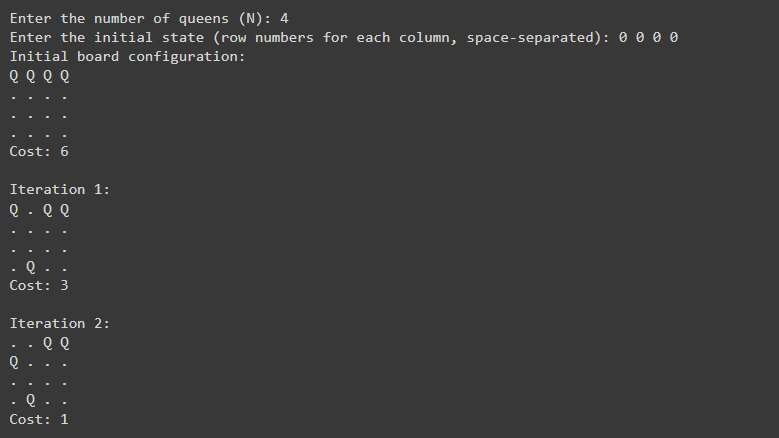 Enter the number of queens (N): 4
Enter the initial state (row numbers for each column, space-separated): 0 0 0 0
Initial board configuration:
Q Q Q Q
. . . .
. . . .
. . . .
Cost: 6
Iteration 1:
Q . Q Q
. . . .
. . . .
. Q . .
Cost: 3
Iteration 2:
. . Q Q
Q . . .
. . . .
. Q . .
Cost: 1